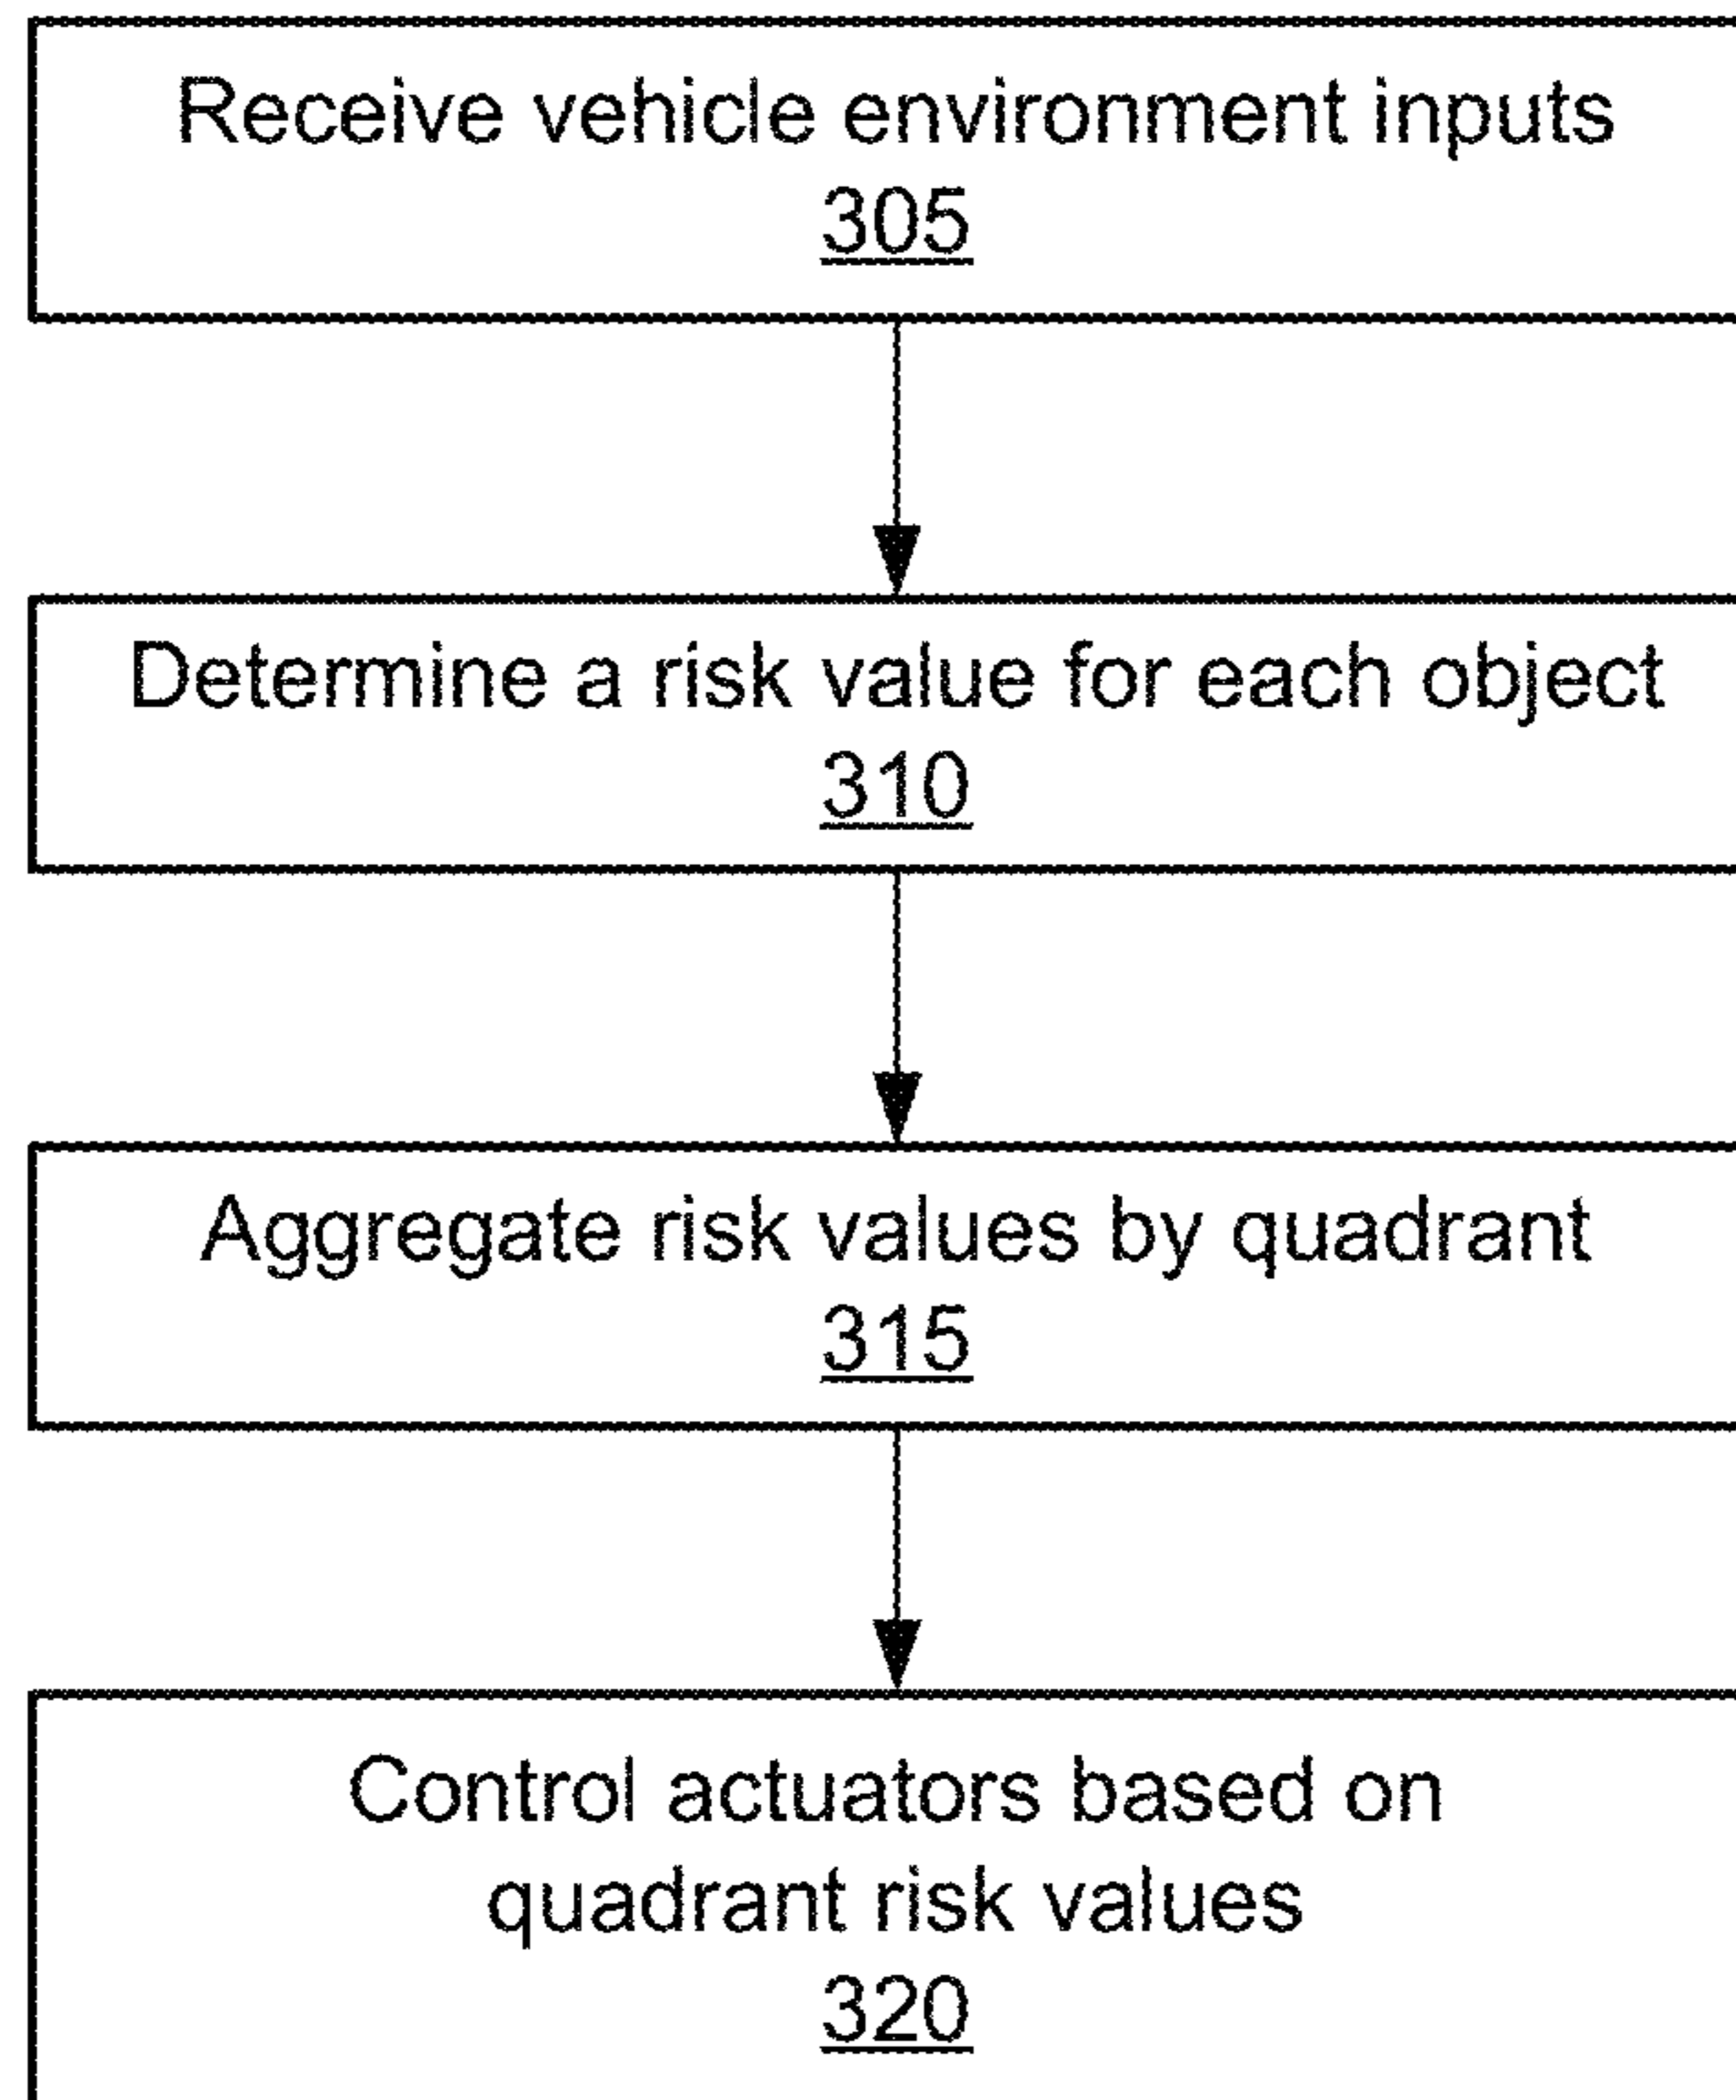 Receive vehicle environment inputs
305
Determine a risk value for each object
310
Aggregate risk values by quadrant
315
Control actuators based on
quadrant risk values
320